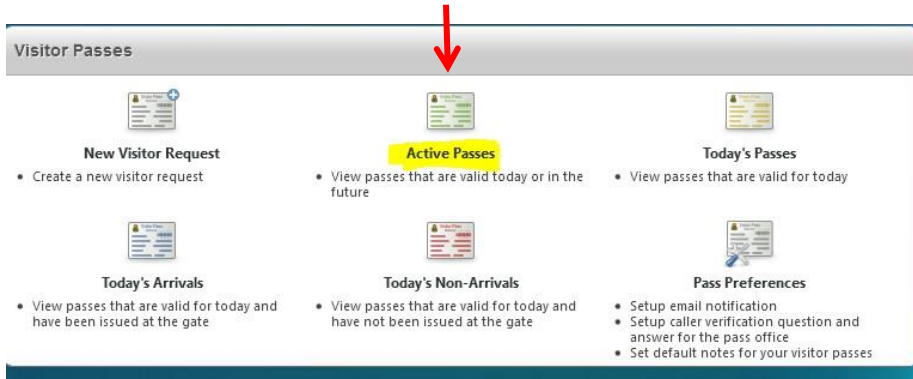 Visitor Passes
New Visitor Request
• Create a new visitor request
Active Passes
• View passes that are valid today or in the
future
Today's Passes
• View passes that are valid for today
Today's Arrivals
• View passes that are valid for today and
have been issued at the gate
Today's Non-Arrivals
• View passes that are valid for today and
have not been issued at the gate
Pass Preferences
• Setup email notification
• Setup caller verification question and
answer for the pass office
• Set default notes for your visitor passes